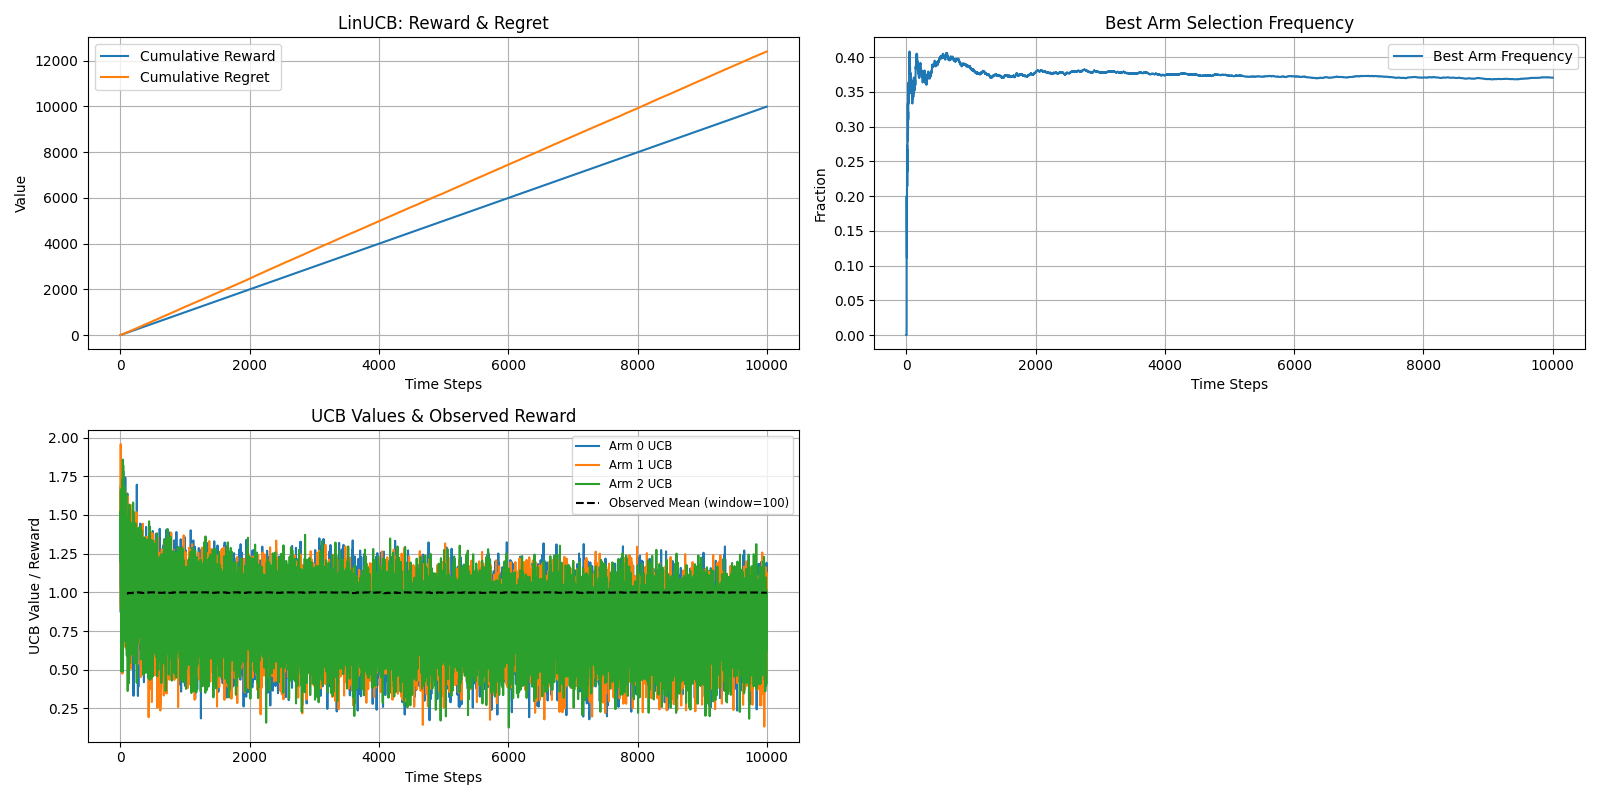 LinUCB: Reward & Regret
Cumulative Reward
Cumulative Regret
Value
12000
10000
8000
6000
4000
2000
0
0 2000 4000 6000 8000 10000
Time Steps
Best Arm Selection Frequency
Best Arm Frequency
Fraction
0.40
0.35
0.30
0.25
0.20
0.15
0.10
0.05
0.00
0 2000 4000 6000 8000 10000
Time Steps
UCB Values & Observed Reward
Arm 0 UCB
Arm 1 UCB
Arm 2 UCB
Observed Mean (window=100)
UCB Value / Reward
2.00
1.75
1.50
1.25
1.00
0.75
0.50
0.25
0 2000 4000 6000 8000 10000
Time Steps